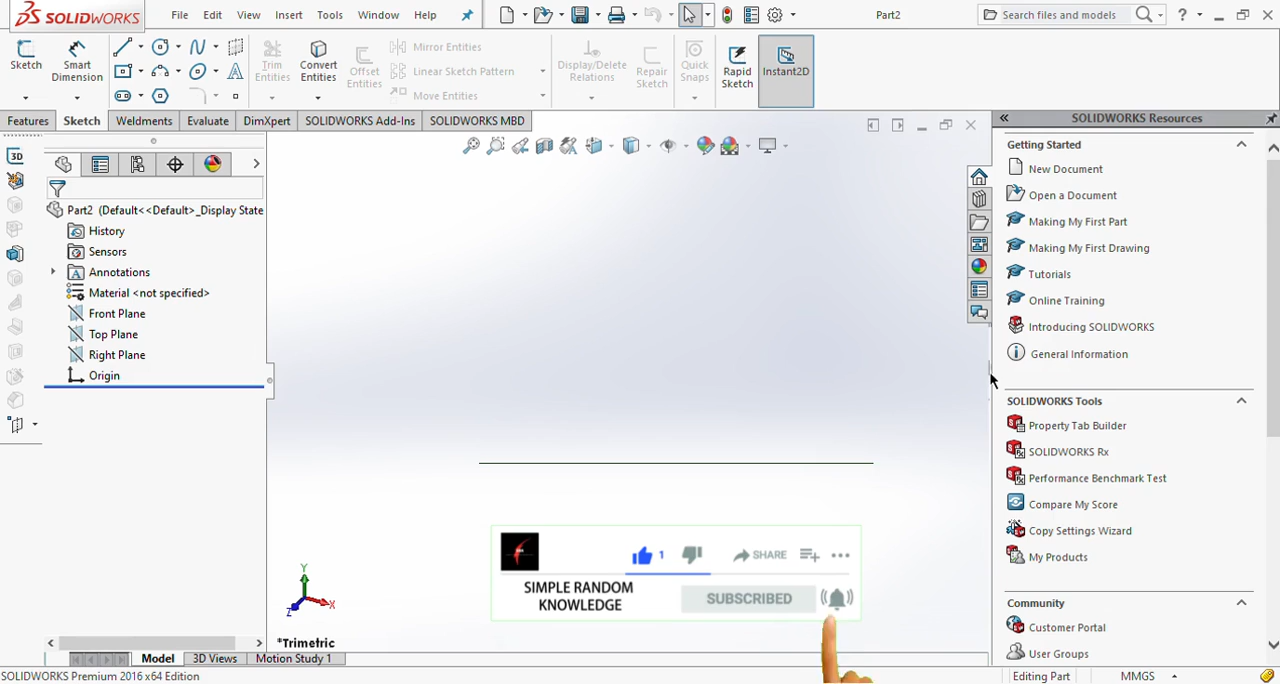 SOLIDWORKS File Edit View Insert Tools Window Help Part2 Search files and models ?
Sketch Smart Dimension Trim Entities Convert Entities Offset Entities Mirror Entities Linear Sketch Pattern Move Entities Display/Delete Relations Repair Sketch Quick Snaps Rapid Sketch Instant2D
Features Sketch Weldments Evaluate DimXpert SOLIDWORKS Add-Ins SOLIDWORKS MBD
Part2 (Default<<Default>_Display State
History
Sensors
Annotations
Material <not specified>
Front Plane
Top Plane
Right Plane
Origin
SOLIDWORKS Resources
Getting Started
New Document
Open a Document
Making My First Part
Making My First Drawing
Tutorials
Online Training
Introducing SOLIDWORKS
General Information
SOLIDWORKS Tools
Property Tab Builder
SOLIDWORKS Rx
Performance Benchmark Test
Compare My Score
Copy Settings Wizard
My Products
Community
Customer Portal
User Groups
1 SHARE
SIMPLE RANDOM
KNOWLEDGE
SUBSCRIBED
Y
X
Z
*Trimetric
Model 3D Views Motion Study 1
SOLIDWORKS Premium 2016 x64 Edition Editing Part MMGS